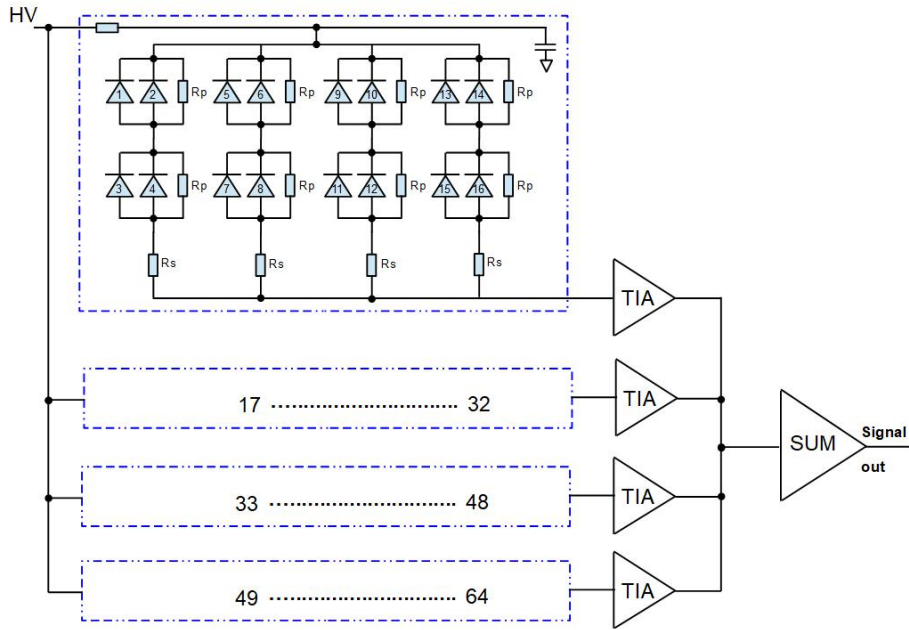 HV
1 2 Rp 5 6 Rp 9 10 Rp 13 14 Rp
3 4 Rp 7 8 Rp 11 12 Rp 15 16 Rp
Rs Rs Rs Rs
TIA
17 ................................ 32 TIA
SUM Signal
out
33 ................................ 48 TIA
49 ................................ 64 TIA